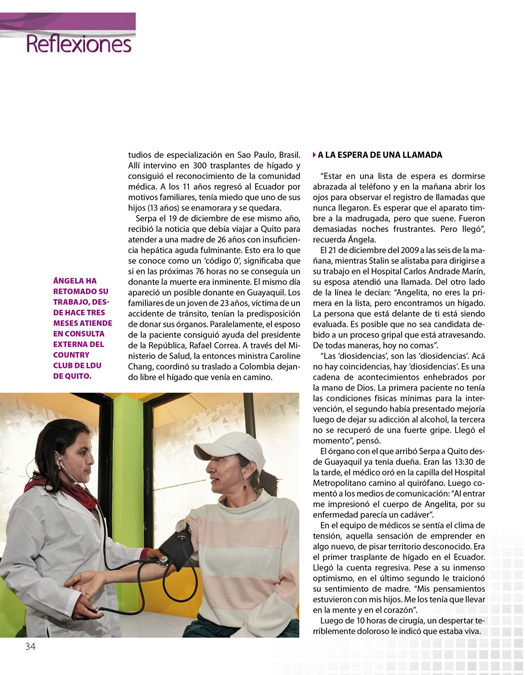 Reflexiones
tudios de especialización en Sao Paulo, Brasil.
Allí intervino en 300 trasplantes de hígado y
consiguió el reconocimiento de la comunidad
médica. A los 11 años regresó al Ecuador por
motivos familiares, tenía miedo que uno de sus
hijos (13 años) se enamorara y se quedara.
Serpa el 19 de diciembre de ese mismo año,
recibió la noticia que debía viajar a Quito para
atender a una mader de 26 años con insuficien-
cia hepática aguda fulminante. Esto era lo que
se conoce como un ‘código 0’, significaba que
si en las próximas 76 horas no se conseguía un
donante la muerte era inminente. El mismo día
apareció un posible donante en Guayaquil. Los
familiares de un joven de 23 años, víctima de un
accidente de tránsito, tenían la predisposición
de donar sus órganos. Paralelamente, el esposo
de la paciente consiguió ayuda del presidente
de la República, Rafael Correa. A través del Mi-
nisterio de Salud, la entonces ministra Caroline
Chang, coordinó su traslado a Colombia dejan-
do libre el hígado que venía en camino.
ÁNGELA HA
RETOMADO SU
TRABAJO, DES-
DE HACE TRES
MESES ATIENDE
EN CONSULTA
EXTERNA DEL
COUNTRY
CLUB DE LDU
DE QUITO.
A LA ESPERA DE UNA LLAMADA
“Estar en una lista de espera es dormirse
abrazada al teléfono y en la mañana abrir los
ojos para observar el registro de llamadas que
nunca llegaron. Es esperar que el aparato tim-
bre a la madrugada, pero que suene. Fueron
demasiadas noches frustrantes. Pero llegó”,
recuerda Ángela.
El 21 de diciembre del 2009 a las seis de la ma-
ñana, mientras Stalin se alistaba para dirigirse a
su trabajo en el Hospital Carlos Andrade Marín,
su esposa atendió una llamada. Del otro lado
de la línea le decían: “Angelita, no eres la pri-
mera en la lista, pero encontramos un hígado.
La persona que está delante de ti está siendo
evaluada. Es posible que no sea candidata de-
bido a un proceso gripal que está atravesando.
De todas maneras, hoy no comas”.
“Las ‘diosidencias’, son las ‘diosidencias’. Acá
no hay coincidencias, hay ‘diosidencias’. Es una
cadena de acontecimientos enhebrados por
la mano de Dios. La primera paciente no tenía
las condiciones físicas mínimas para la inter-
vención, el segundo había presentado mejoría
luego de dejar su adicción al alcohol, la tercera
no se recuperó de una fuerte gripe. Llegó el
momento”, pensó.
El órgano con el que arribó Serpa a Quito des-
de Guayaquil ya tenía dueña. Eran las 13:30 de
la tarde, el médico oró en la capilla del Hospital
Metropolitano camino al quirófano. Luego co-
mentó a los medios de comunicación: “Al entrar
me impresionó el cuerpo de Angelita, por su
enfermedad parecía un cadáver”.
En el equipo de médicos se sentía el clima de
tensión, aquella sensación de emprender en
algo nuevo, de pisar territorio desconocido. Era
el primer trasplante de hígado en el Ecuador.
Llegó la cuenta regresiva. Pese a su inmenso
optimismo, en el último segundo le traicionó
su sentimiento de madre. “Mis pensamientos
estuvieron con mis hijos. Me los tenía que llevar
en la mente y en el corazón”.
Luego de 10 horas de cirugía, un despertar te-
rriblemente doloroso le indicó que estaba viva.
34